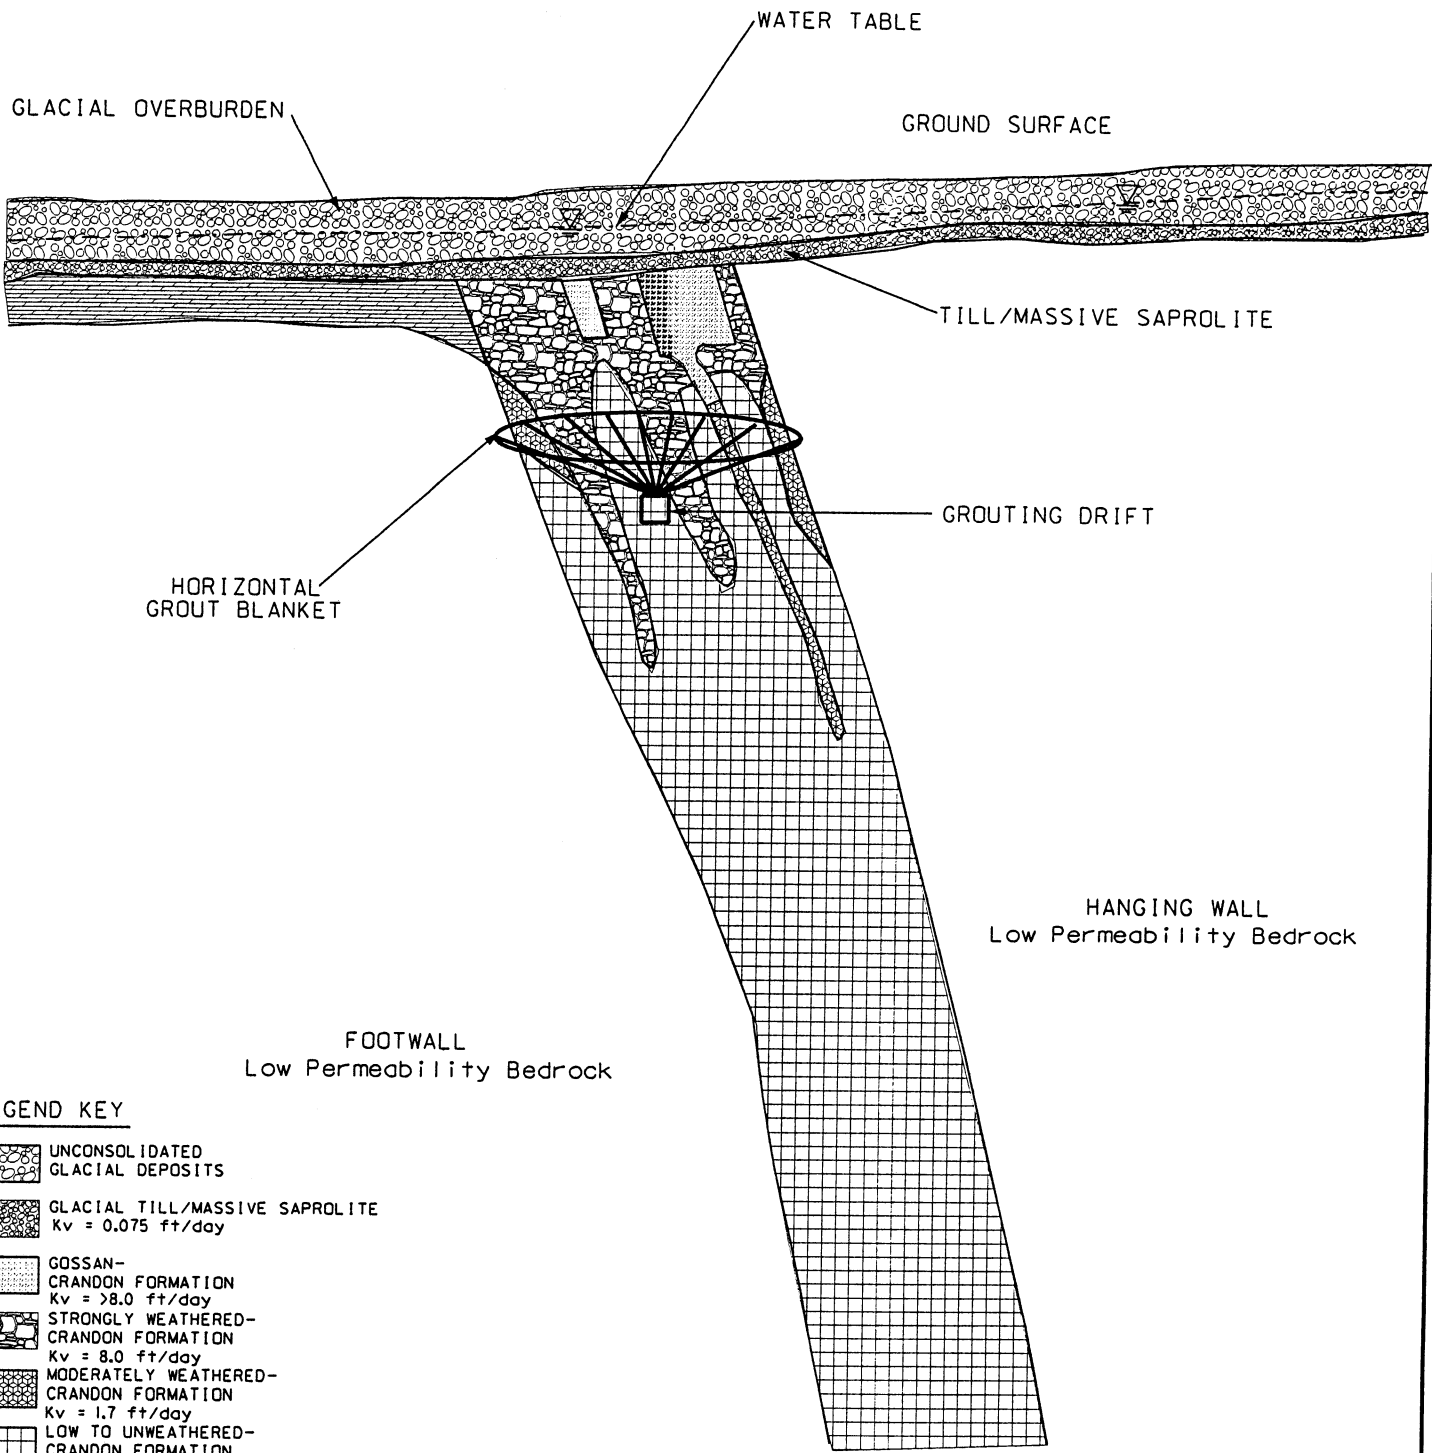 WATER TABLE
GLACIAL OVERBURDEN
GROUND SURFACE
TILL/MASSIVE SAPROLITE
GROUTING DRIFT
HORIZONTAL
GROUT BLANKET
HANGING WALL
Low Permeability Bedrock
FOOTWALL
Low Permeability Bedrock
GEND KEY
UNCONSOLIDATED
GLACIAL DEPOSITS
GLACIAL TILL/MASSIVE SAPROLITE
Kv = 0.075 ft/day
GOSSAN-
CRANDON FORMATION
Kv = >8.0 ft/day
STRONGLY WEATHERED-
CRANDON FORMATION
Kv = 8.0 ft/day
MODERATELY WEATHERED-
CRANDON FORMATION
Kv = 1.7 ft/day
LOW TO UNWEATHERED-
CRANDON FORMATION